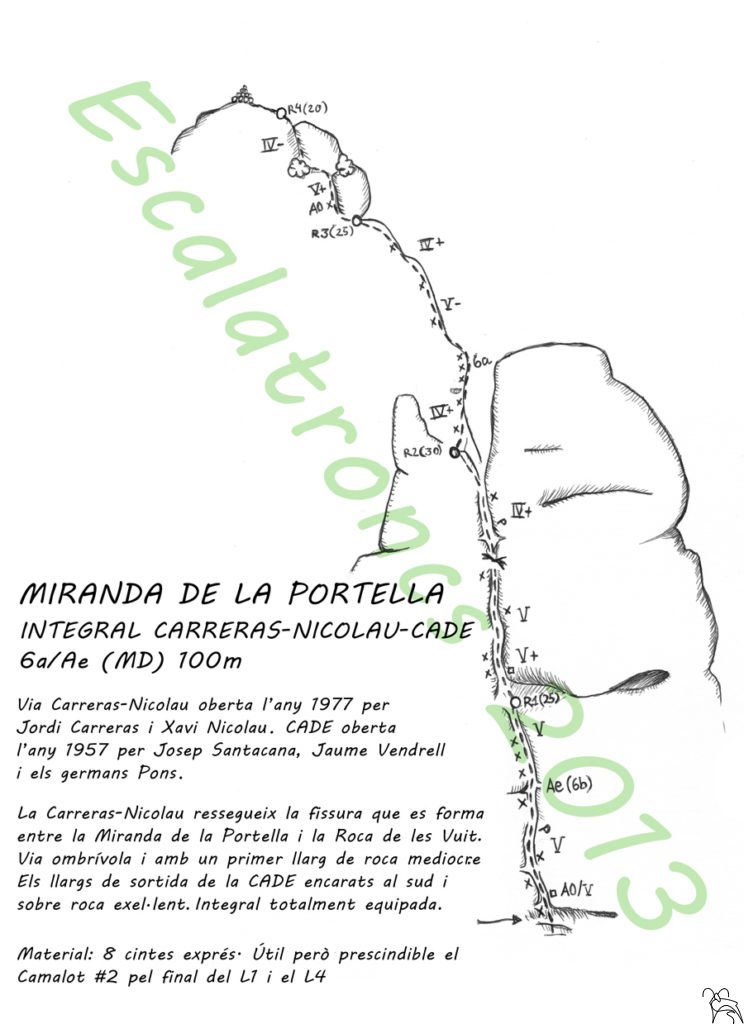 Escalatroncs 2013
R4(20)
IV-
V+
A0
R3(25)
IV+
V-
6a
IV+
R2(30)
IV+
V
V+
R1(25)
V
Ae(6b)
V
A0/V
MIRANDA DE LA PORTELLA
INTEGRAL CARRERAS-NICOLAU-CADE
6a/Ae (MD) 100m
Via Carreras-Nicolau oberta l'any 1977 per
Jordi Carreras i Xavi Nicolau. CADE oberta
l'any 1957 per Josep Santacana, Jaume Vendrell
i els germans Pons.
La Carreras-Nicolau ressegueix la fissura que es forma
entre la Miranda de la Portella i la Roca de les Vuit.
Via ombrívola i amb un primer llarg de roca mediocre
Els llargs de sortida de la CADE encarats al sud i
sobre roca exel·lent. Integral totalment equipada.
Material: 8 cintes exprés· Útil però prescindible el
Camalot #2 pel final del L1 i el L4